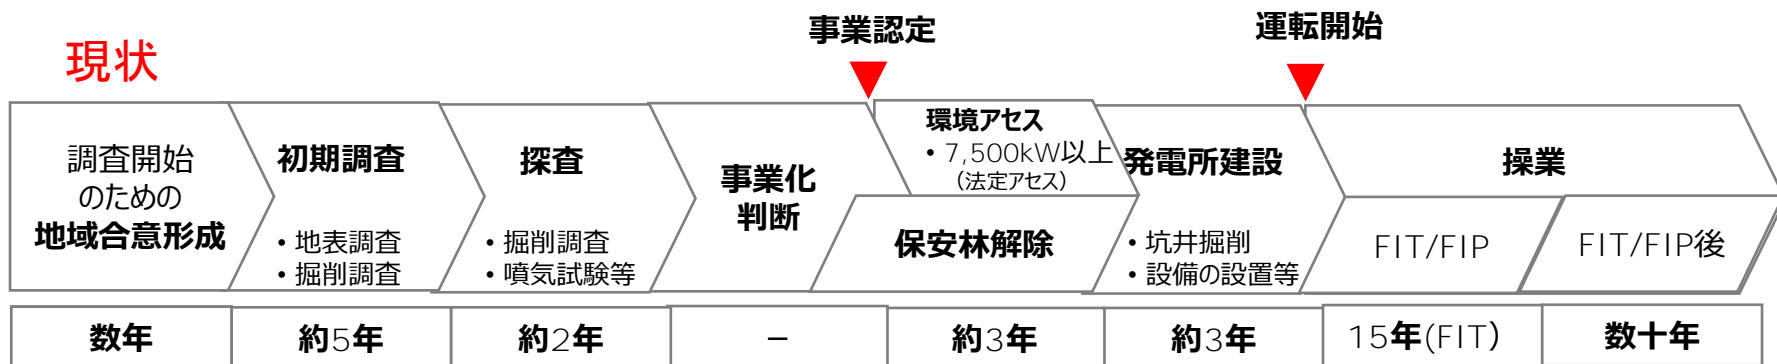 現状
事業認定
運転開始
調査開始
のための
地域合意形成
初期調査
・地表調査
・掘削調査
探査
・掘削調査
・噴気試験等
事業化
判断
環境アセス
・7,500kW以上
（法定アセス）
保安林解除
発電所建設
・坑井掘削
・設備の設置等
操業
FIT/FIP
FIT/FIP後
数年
約5年
約2年
－
約3年
約3年
15年(FIT)
数十年